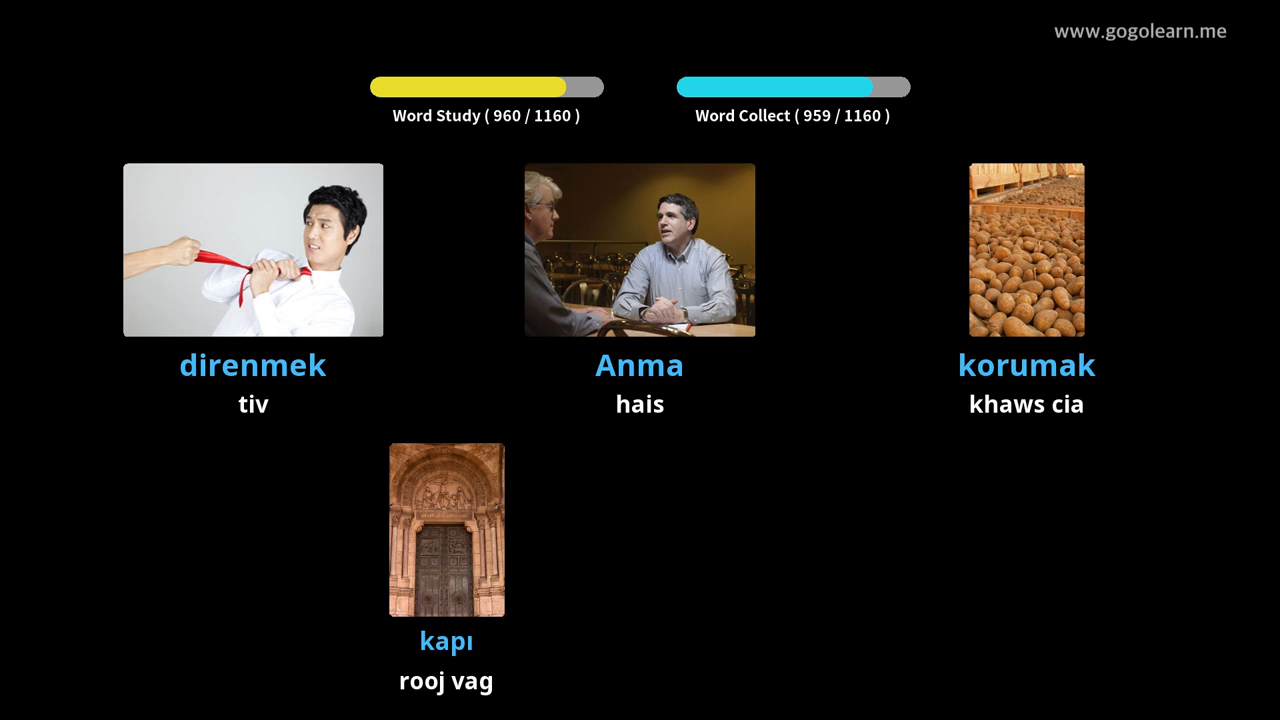 www.gogolearn.me
Word Study ( 960 / 1160 )
Word Collect ( 959 / 1160 )
direnmek
tiv
Anma
hais
korumak
khaws cia
kapı
rooj vag